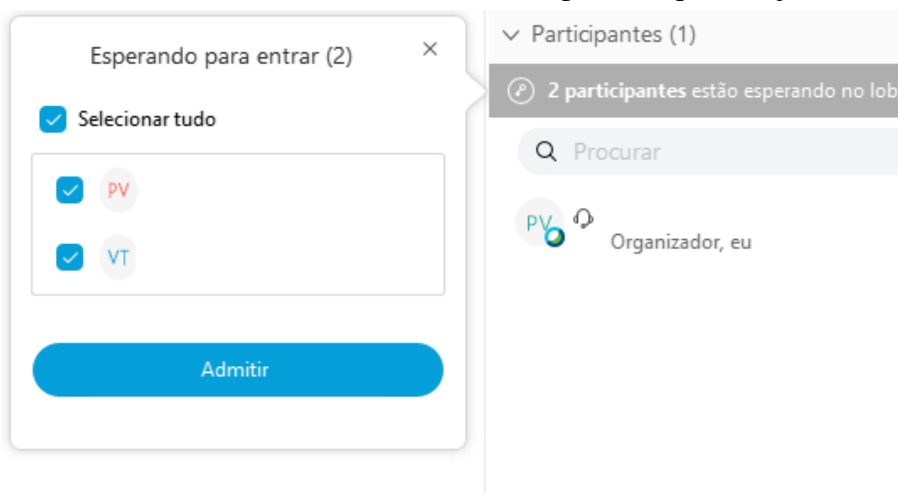 Esperando para entrar (2)
Selecionar tudo
PV
VT
Admitir
Participantes (1)
2 participantes estão esperando no lob
Procurar
PV
Organizador, eu